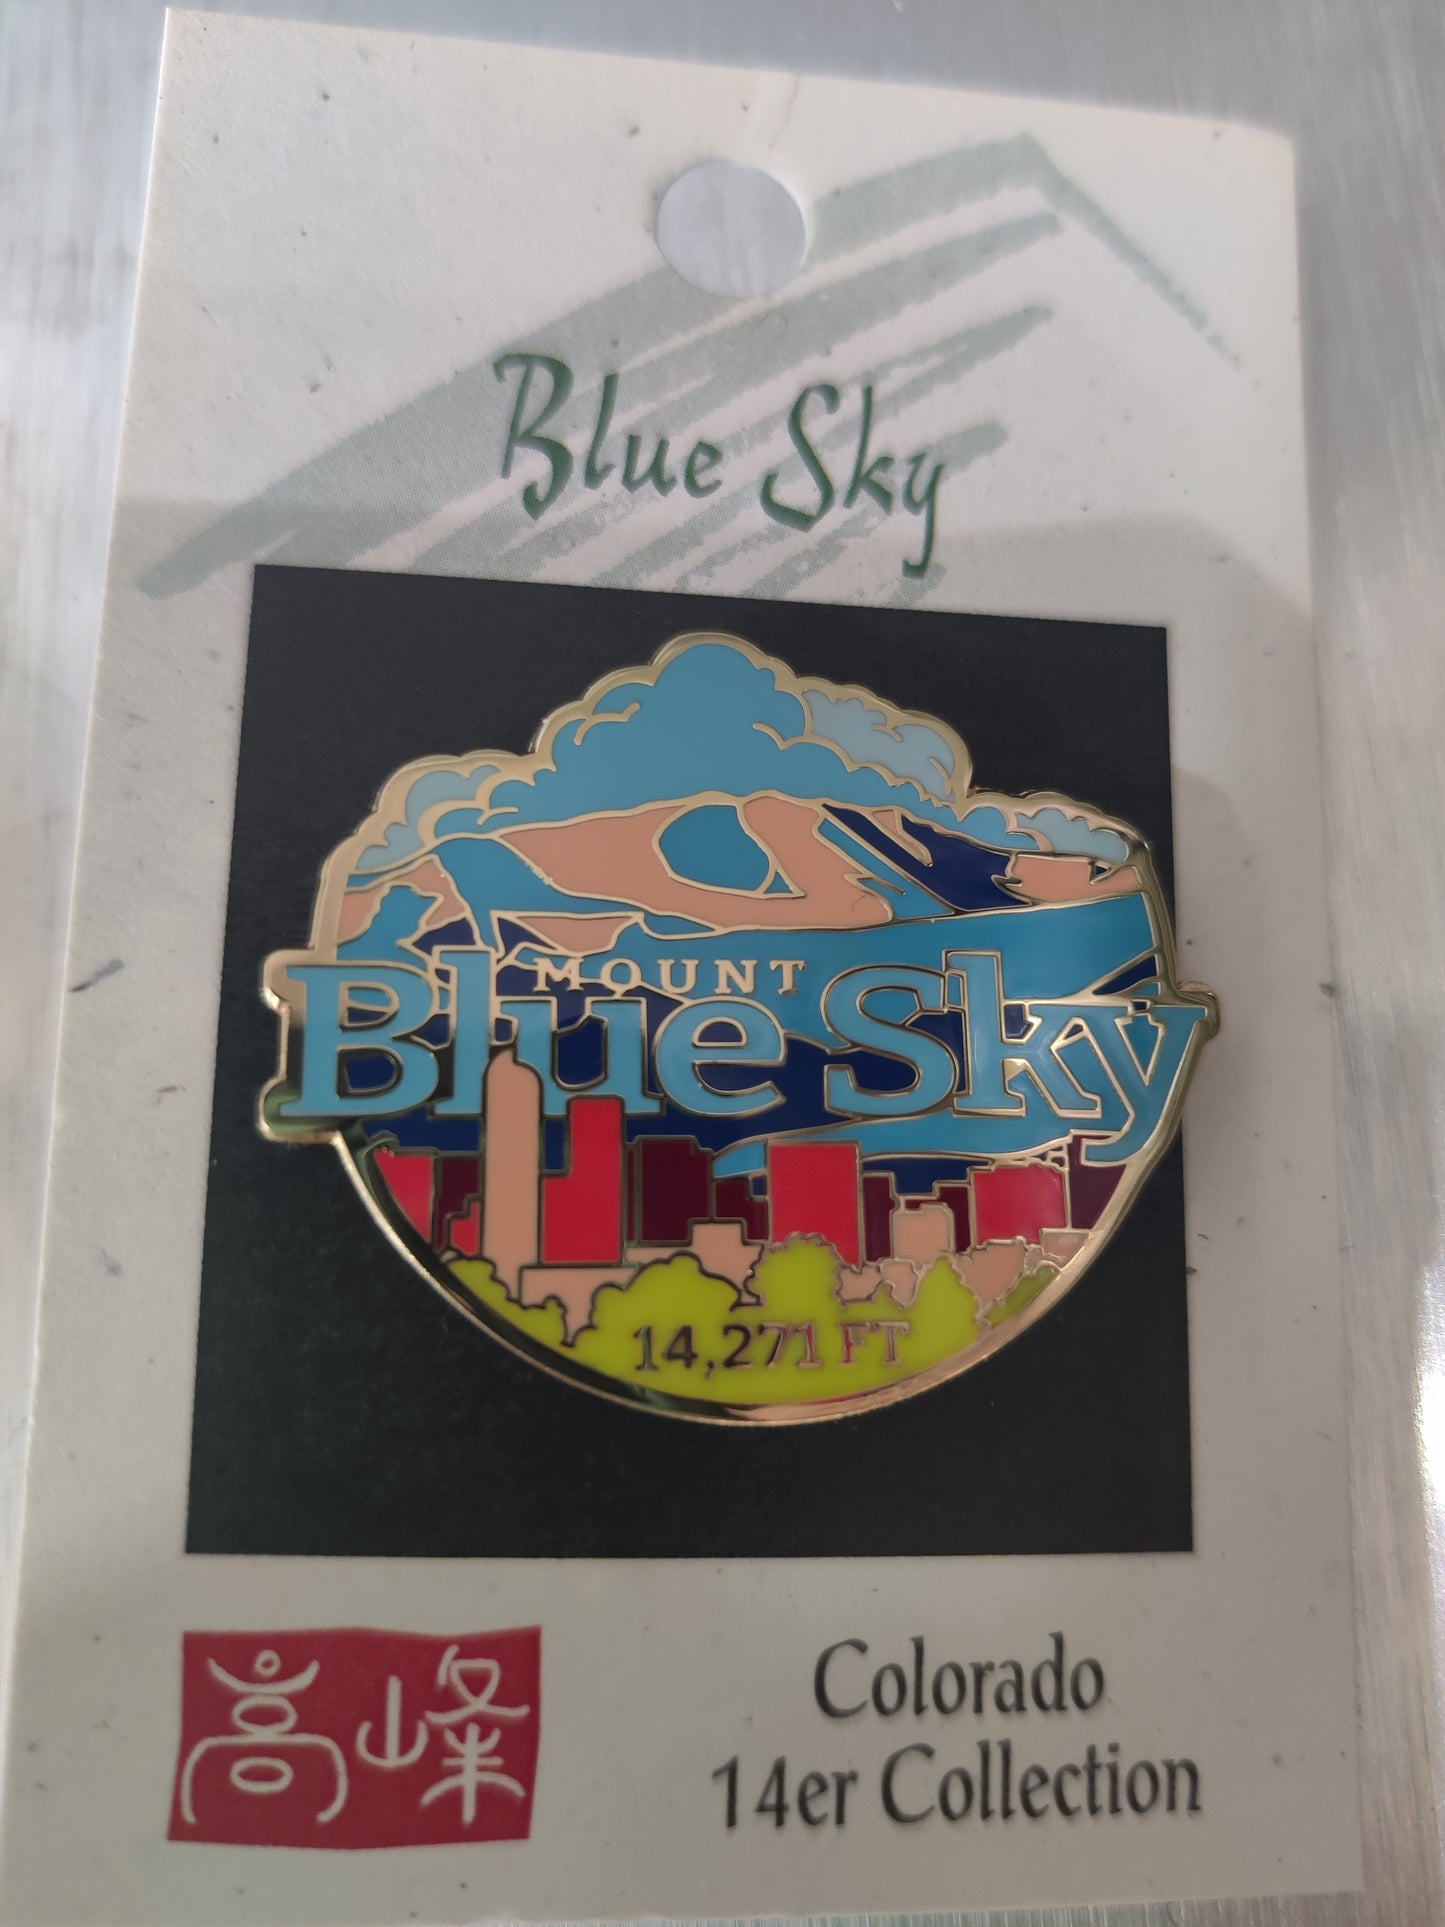 Blue Sky
MOUNT
Blue Sky
14,271 FT
高峰
Colorado
14er Collection